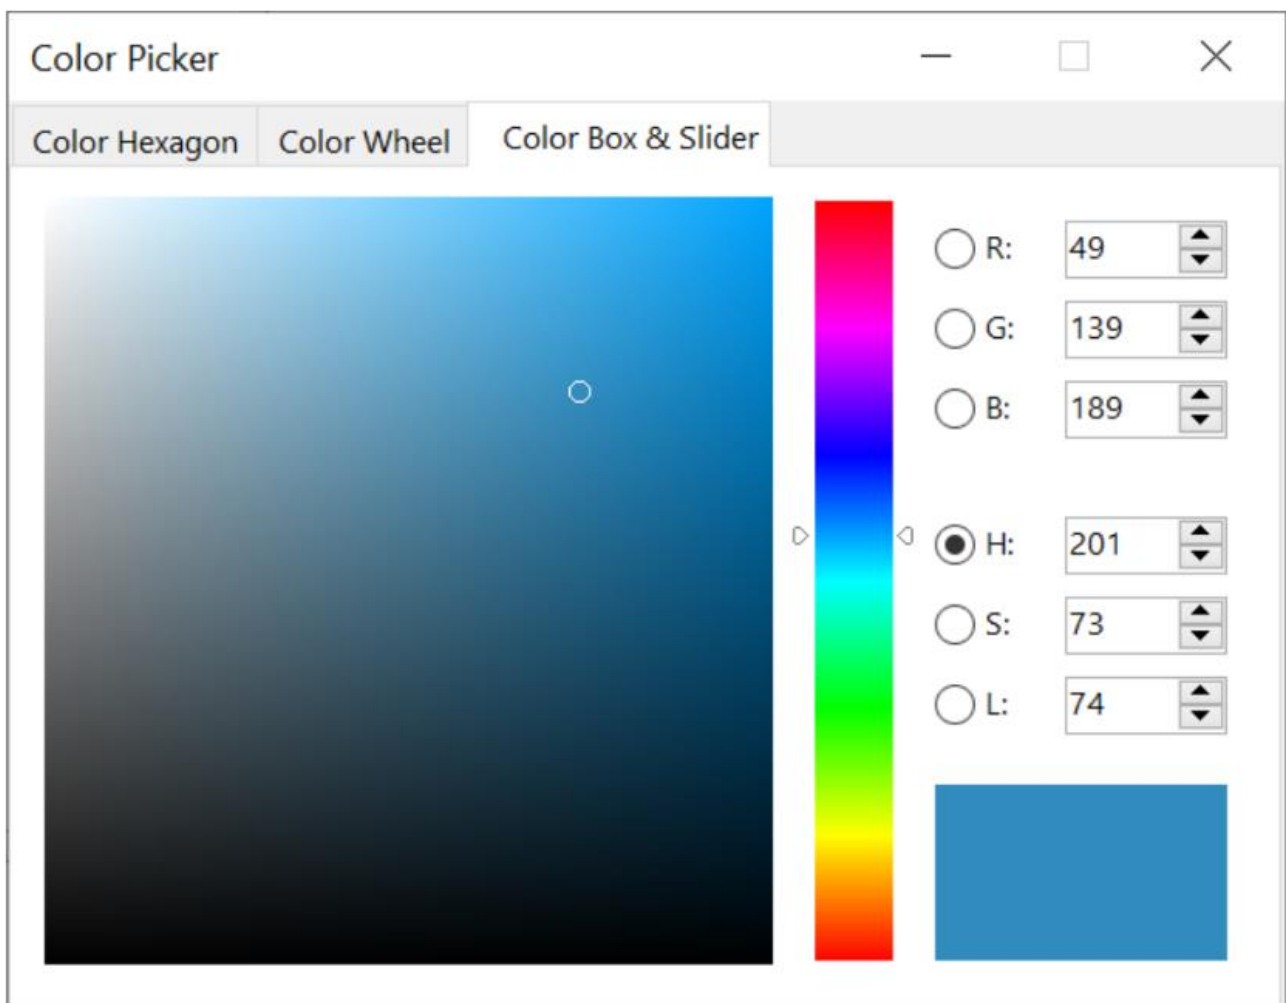 Color Picker
Color Hexagon Color Wheel Color Box & Slider
R: 49
G: 139
B: 189
H: 201
S: 73
L: 74